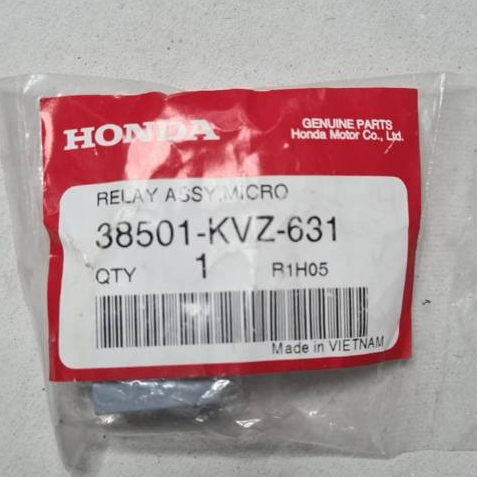 HONDA
GENUINE PARTS
Honda Motor Co., Ltd.
RELAY ASSY,MICRO
38501-KVZ-631
QTY 1 R1H05
Made in VIETNAM